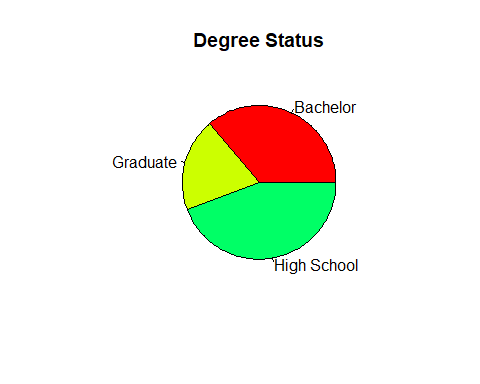 Degree Status
Bachelor
Graduate
High School